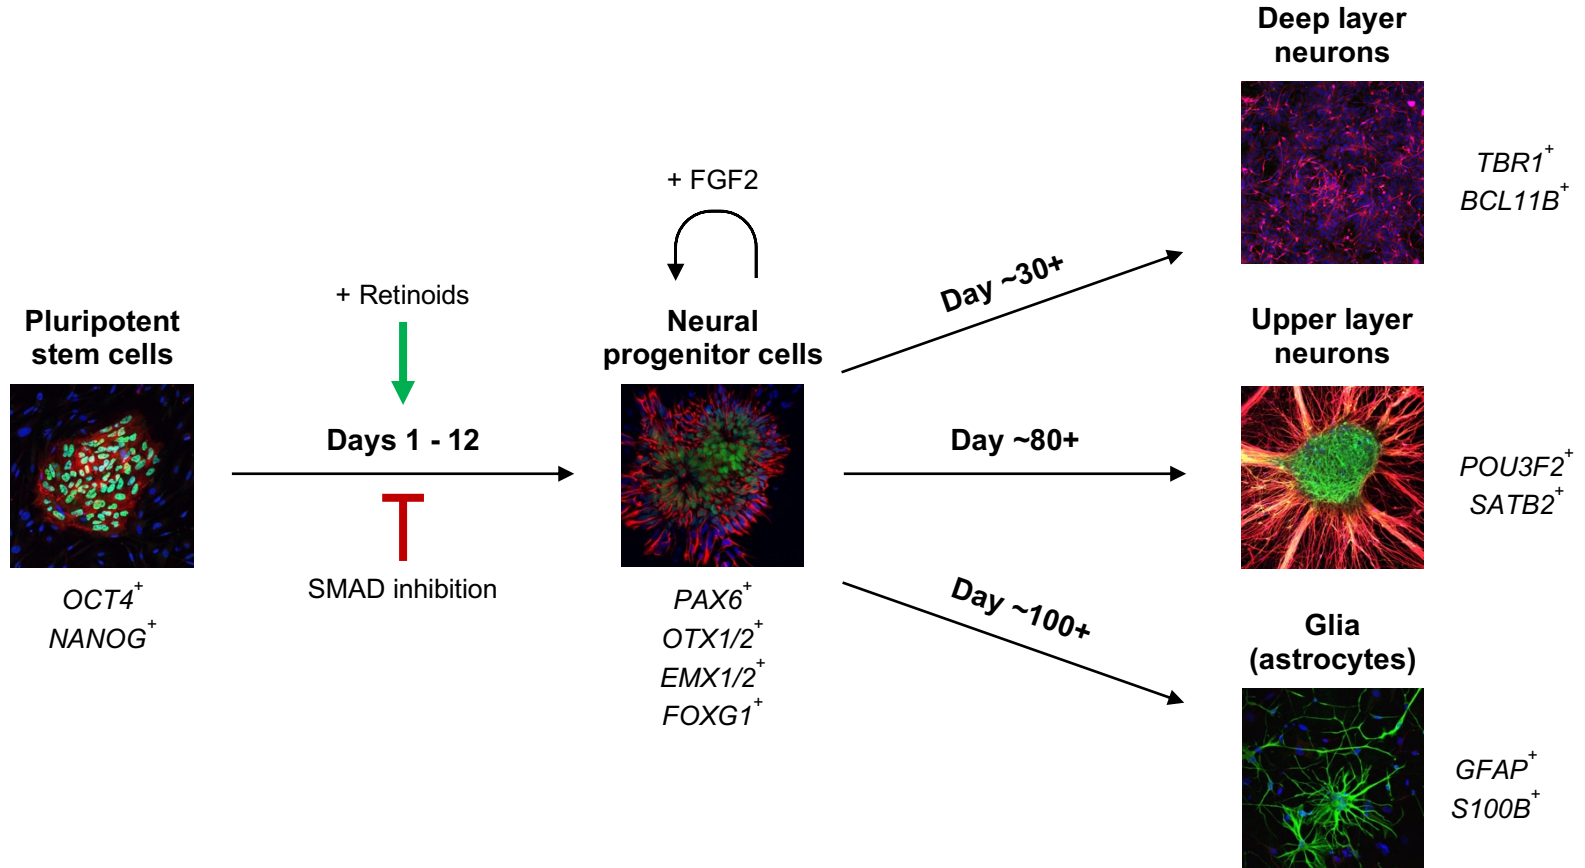 Pluripotent
stem cells
OCT4+
NANOG+
+ Retinoids
Days 1 - 12
SMAD inhibition
+ FGF2
Neural
progenitor cells
PAX6+
OTX1/2+
EMX1/2+
FOXG1+
Day ~30+
Deep layer
neurons
TBR1+
BCL11B+
Day ~80+
Upper layer
neurons
POU3F2+
SATB2+
Day ~100+
Glia
(astrocytes)
GFAP+
S100B+